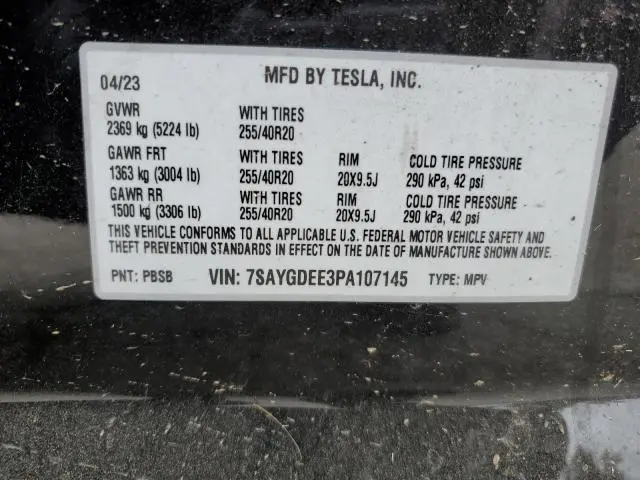 04/23 MFD BY TESLA, INC.
GVWR WITH TIRES
2369 kg (5224 lb) 255/40R20
GAWR FRT WITH TIRES RIM COLD TIRE PRESSURE
1363 kg (3004 lb) 255/40R20 20X9.5J 290 kPa, 42 psi
GAWR RR WITH TIRES RIM COLD TIRE PRESSURE
1500 kg (3306 lb) 255/40R20 20X9.5J 290 kPa, 42 psi
THIS VEHICLE CONFORMS TO ALL APPLICABLE U.S. FEDERAL MOTOR VEHICLE SAFETY AND
THEFT PREVENTION STANDARDS IN EFFECT ON THE DATE OF MANUFACTURE SHOWN ABOVE.
PNT: PBSB VIN: 7SAYGDEE3PA107145 TYPE: MPV